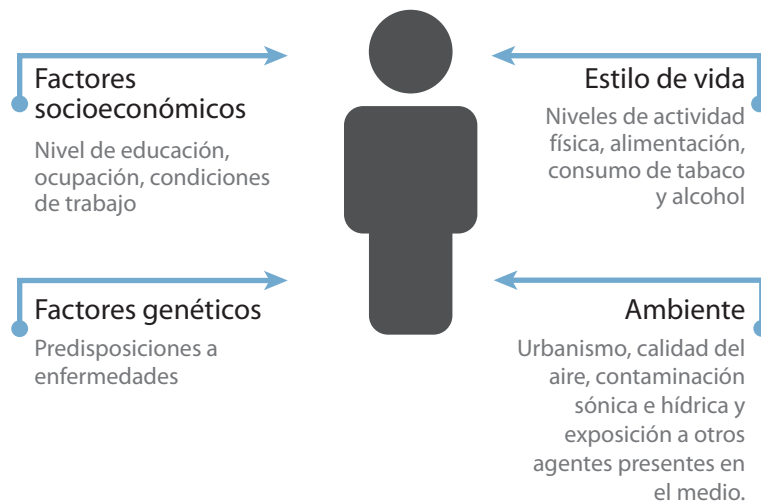 Factores
socioeconómicos
Nivel de educación,
ocupación, condiciones
de trabajo
Estilo de vida
Niveles de actividad
física, alimentación,
consumo de tabaco
y alcohol
Factores genéticos
Predisposiciones a
enfermedades
Ambiente
Urbanismo, calidad del
aire, contaminación
sónica e hídrica y
exposición a otros
agentes presentes en
el medio.